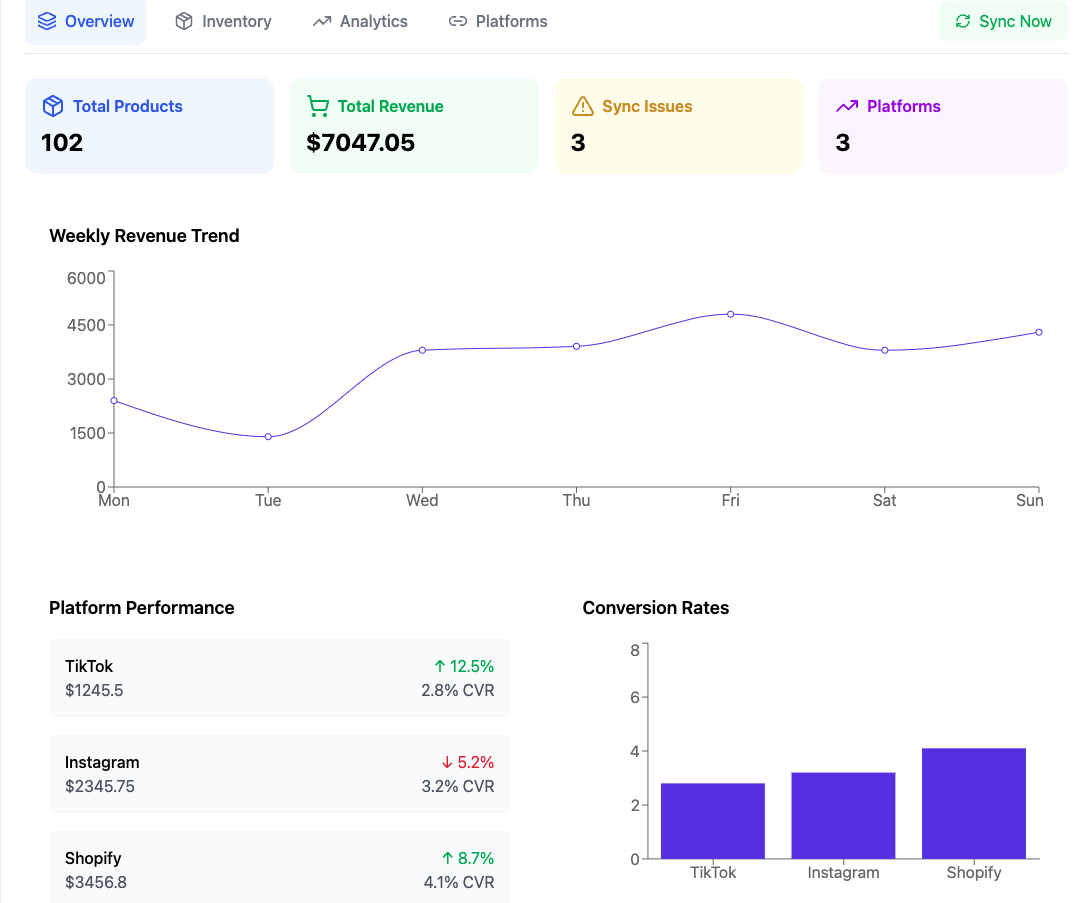 Overview Inventory Analytics Platforms Sync Now
Total Products Total Revenue Sync Issues Platforms
102 $7047.05 3 3
Weekly Revenue Trend
6000
4500
3000
1500
0
Mon Tue Wed Thu Fri Sat Sun
Platform Performance
TikTok ↑ 12.5%
$1245.5 2.8% CVR
Instagram ↓ 5.2%
$2345.75 3.2% CVR
Shopify ↑ 8.7%
$3456.8 4.1% CVR
Conversion Rates
8
6
4
2
0
TikTok Instagram Shopify